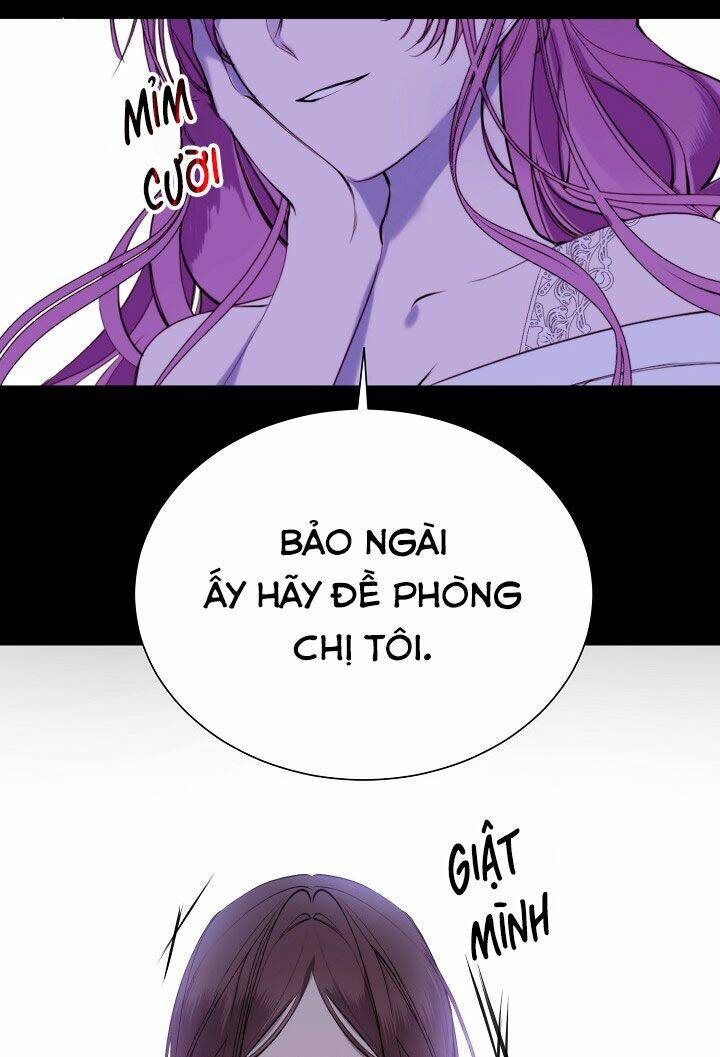 MỈM
CƯỜI
BẢO NGÀI
ẤY HÃY ĐỀ PHÒNG
CHỊ TÔI.
GIẬT
MÌNH